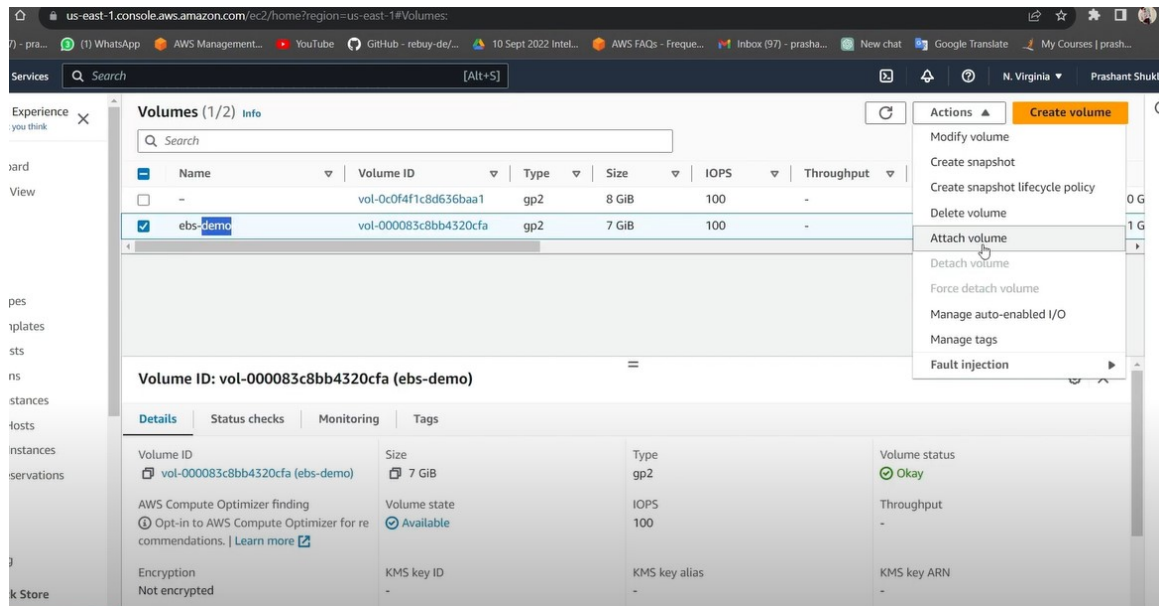 us-east-1.console.aws.amazon.com/ec2/home?region=us-east-1#Volumes:
7) - pra... (1) WhatsApp AWS Management... YouTube GitHub - rebuy-de/... 10 Sept 2022 Intel... AWS FAQs - Freque... Inbox (97) - prasha... New chat Google Translate My Courses | prash...
Services Search [Alt+S] N. Virginia Prashant Shukl
Experience
you think
Volumes (1/2) Info
Actions
Create volume
Search
Name Volume ID Type Size IOPS Throughput
- vol-0c0f4f1c8d636baa1 gp2 8 GiB 100 - 0 G
ebs-demo vol-000083c8bb4320cfa gp2 7 GiB 100 - 1 G
Modify volume
Create snapshot
Create snapshot lifecycle policy
Delete volume
Attach volume
Detach volume
Force detach volume
Manage auto-enabled I/O
Manage tags
Fault injection
oard
View
pes
nplates
sts
ns
stances
Hosts
Instances
servations
g
k Store
Volume ID: vol-000083c8bb4320cfa (ebs-demo)
Details Status checks Monitoring Tags
Volume ID Size Type Volume status
vol-000083c8bb4320cfa (ebs-demo) 7 GiB gp2 Okay
AWS Compute Optimizer finding Volume state IOPS Throughput
Opt-in to AWS Compute Optimizer for re Available 100 -
commendations. | Learn more
Encryption KMS key ID KMS key alias KMS key ARN
Not encrypted - - -